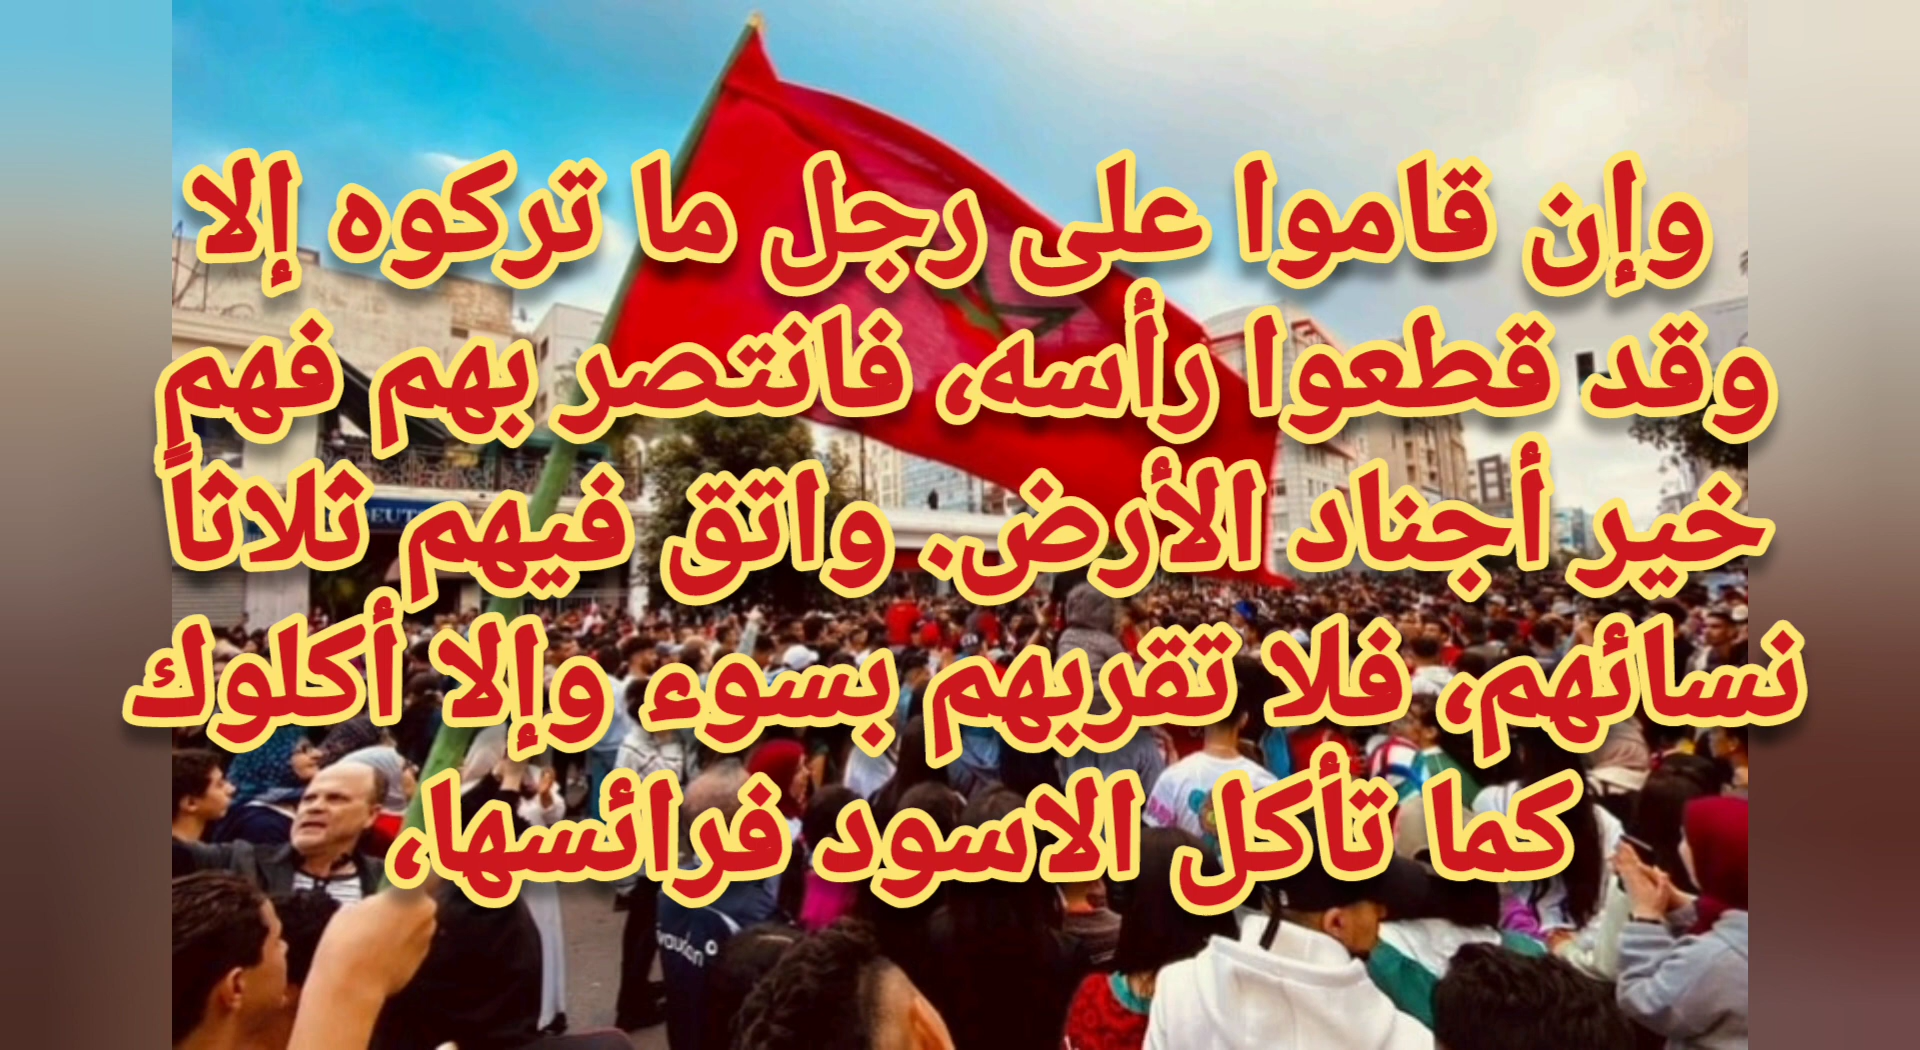 وإن قاموا على رجل ما تركوه إلا
وقد قطعوا رأسه، فانتصر بهم فهم
خير أجناد الأرض. واتق فيهم ثلاثاً
نسائهم، فلا تقربهم بسوء وإلا أكلوك
كما تأكل الاسود فرائسها،
DEUT